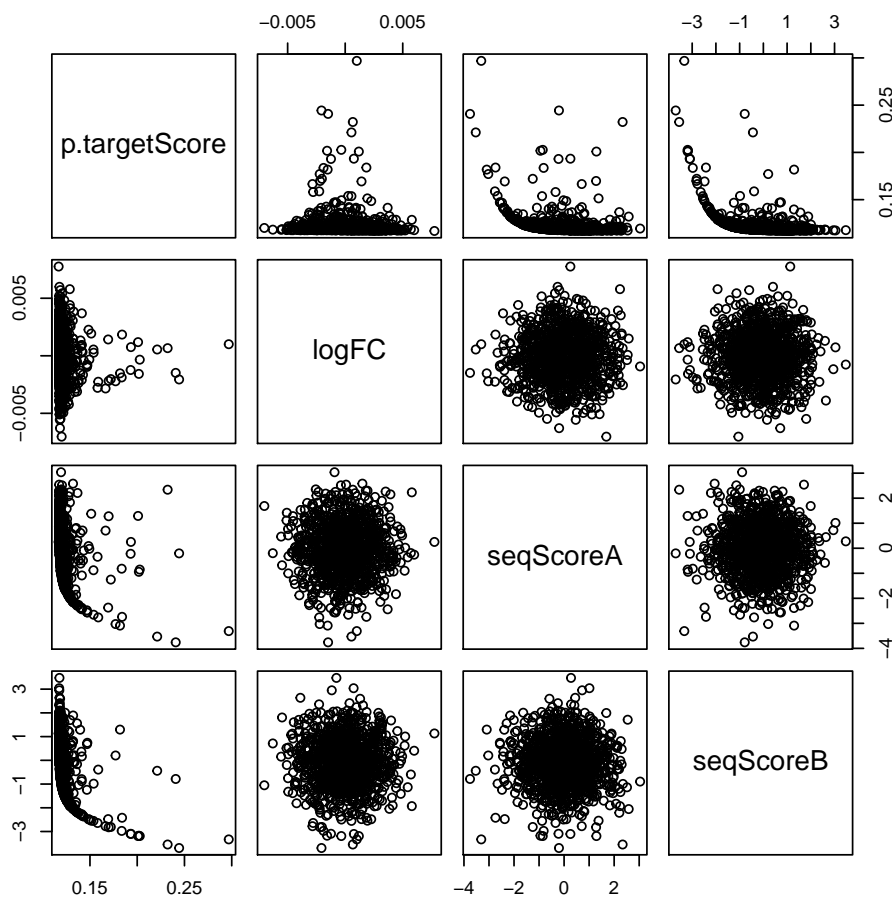 −0.005 0.005 −3 −1 1 3
p.targetScore 0.15 0.25
−0.005 0.005 logFC
seqScoreA −4 −2 0 2
−3 −1 1 3 seqScoreB
0.15 0.25 −4 −2 0 2